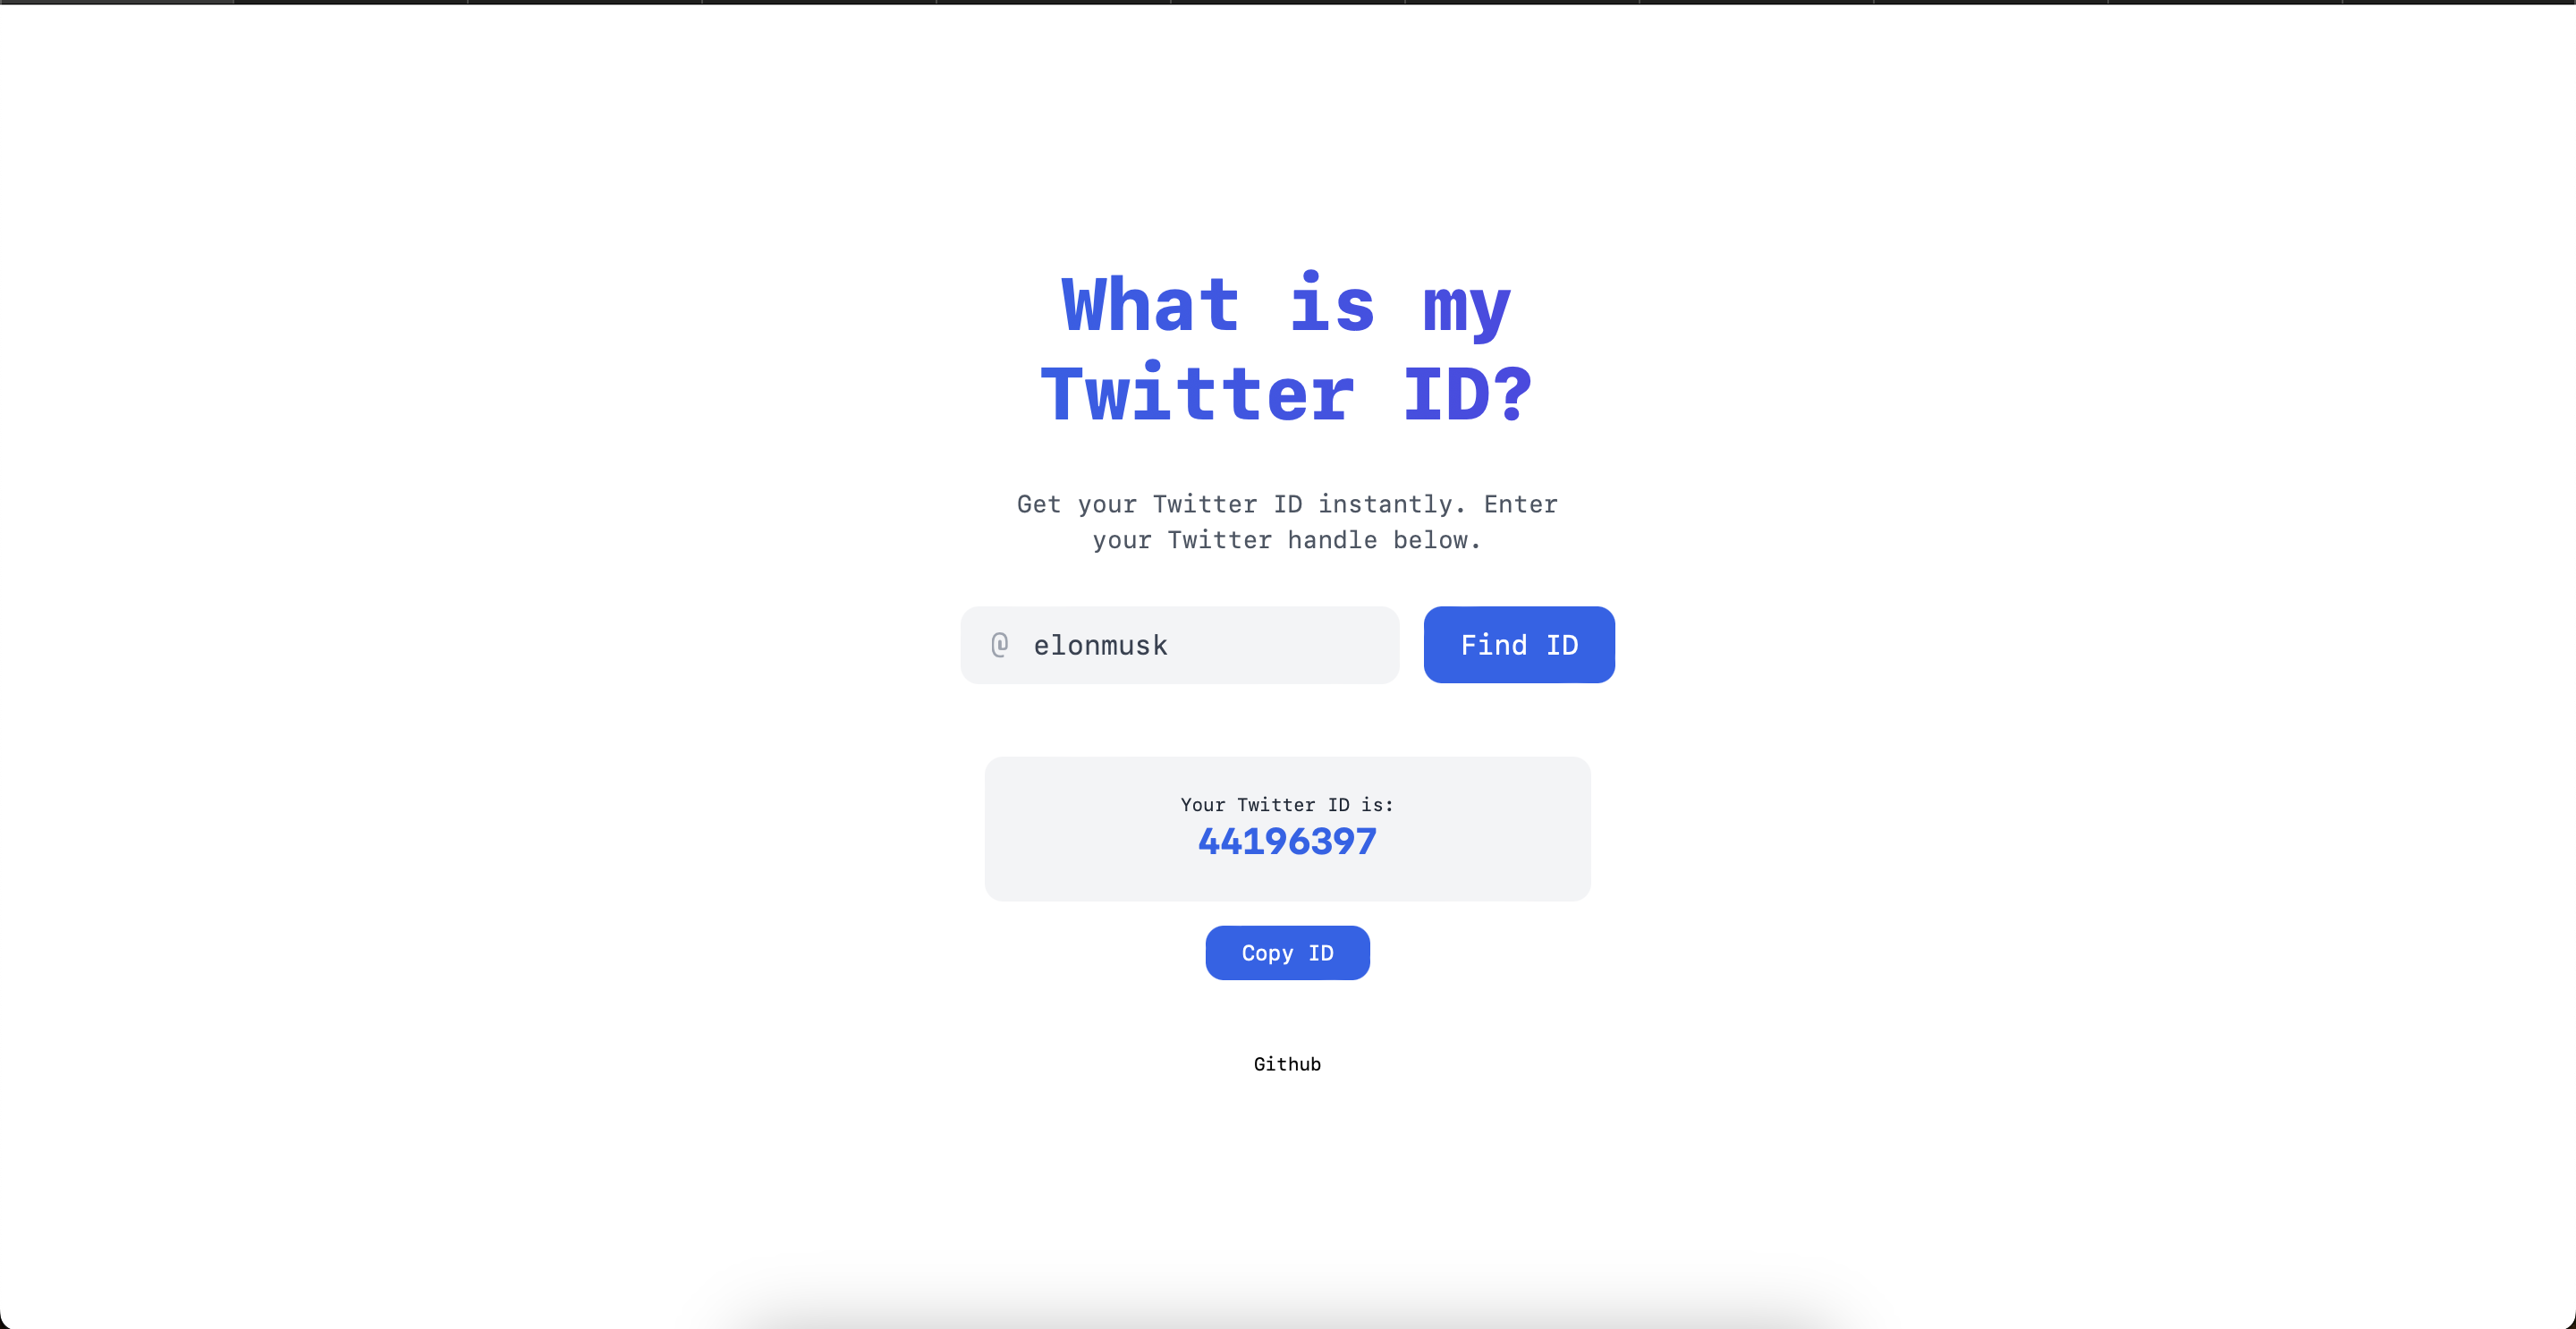 What is my
Twitter ID?
Get your Twitter ID instantly. Enter
your Twitter handle below.
@ elonmusk
Find ID
Your Twitter ID is:
44196397
Copy ID
Github